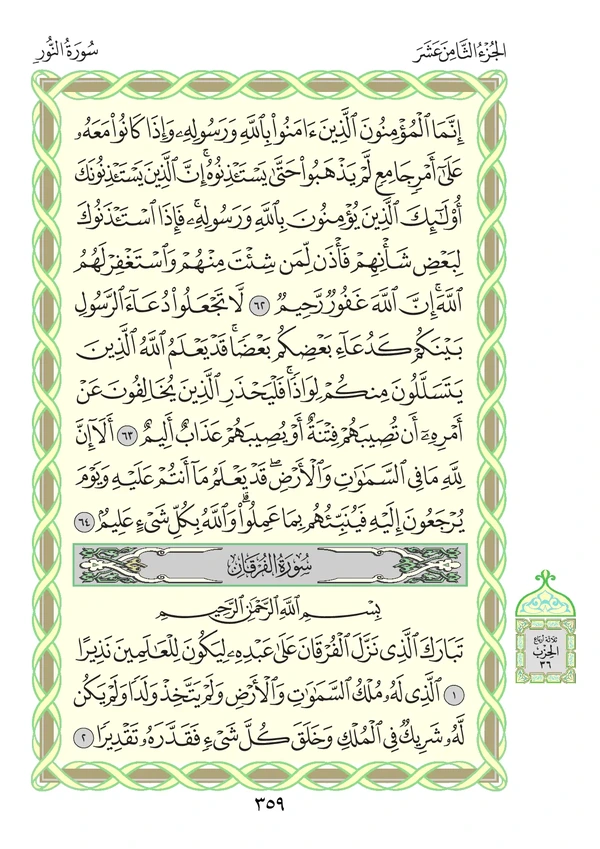 الجُزْءُ الثَّامِنَ عَشَرَ
سُورَةُ النُّورِ
إِنَّمَا ٱلْمُؤْمِنُونَ ٱلَّذِينَ ءَامَنُوا۟ بِٱللَّهِ وَرَسُولِهِۦ وَإِذَا كَانُوا۟ مَعَهُۥ
عَلَىٰٓ أَمْرٍ جَامِعٍ لَّمْ يَذْهَبُوا۟ حَتَّىٰ يَسْتَـْٔذِنُوهُ ۚ إِنَّ ٱلَّذِينَ يَسْتَـْٔذِنُونَكَ
أُو۟لَـٰٓئِكَ ٱلَّذِينَ يُؤْمِنُونَ بِٱللَّهِ وَرَسُولِهِۦ ۚ فَإِذَا ٱسْتَـْٔذَنُوكَ
لِبَعْضِ شَأْنِهِمْ فَأْذَن لِّمَن شِئْتَ مِنْهُمْ وَٱسْتَغْفِرْ لَهُمُ
ٱللَّهَ ۚ إِنَّ ٱللَّهَ غَفُورٌ رَّحِيمٌ ٦٢ لَّا تَجْعَلُوا۟ دُعَآءَ ٱلرَّسُولِ
بَيْنَكُمْ كَدُعَآءِ بَعْضِكُم بَعْضًا ۚ قَدْ يَعْلَمُ ٱللَّهُ ٱلَّذِينَ
يَتَسَلَّلُونَ مِنكُمْ لِوَاذًا ۚ فَلْيَحْذَرِ ٱلَّذِينَ يُخَالِفُونَ عَنْ
أَمْرِهِۦٓ أَن تُصِيبَهُمْ فِتْنَةٌ أَوْ يُصِيبَهُمْ عَذَابٌ أَلِيمٌ ٦٣ أَلَآ إِنَّ
لِلَّهِ مَا فِى ٱلسَّمَـٰوَٰتِ وَٱلْأَرْضِ ۖ قَدْ يَعْلَمُ مَآ أَنتُمْ عَلَيْهِ وَيَوْمَ
يُرْجَعُونَ إِلَيْهِ فَيُنَبِّئُهُم بِمَا عَمِلُوا۟ ۗ وَٱللَّهُ بِكُلِّ شَىْءٍ عَلِيمٌۢ ٦٤
سُورَةُ الفُرْقَانِ
بِسْمِ ٱللَّهِ ٱلرَّحْمَـٰنِ ٱلرَّحِيمِ
تَبَارَكَ ٱلَّذِى نَزَّلَ ٱلْفُرْقَانَ عَلَىٰ عَبْدِهِۦ لِيَكُونَ لِلْعَـٰلَمِينَ نَذِيرًا
١ ٱلَّذِى لَهُۥ مُلْكُ ٱلسَّمَـٰوَٰتِ وَٱلْأَرْضِ وَلَمْ يَتَّخِذْ وَلَدًا وَلَمْ يَكُن
لَّهُۥ شَرِيكٌ فِى ٱلْمُلْكِ وَخَلَقَ كُلَّ شَىْءٍ فَقَدَّرَهُۥ تَقْدِيرًا ٢
ثلاثة أرباع
الحِزْب
٣٦
٣٥٩